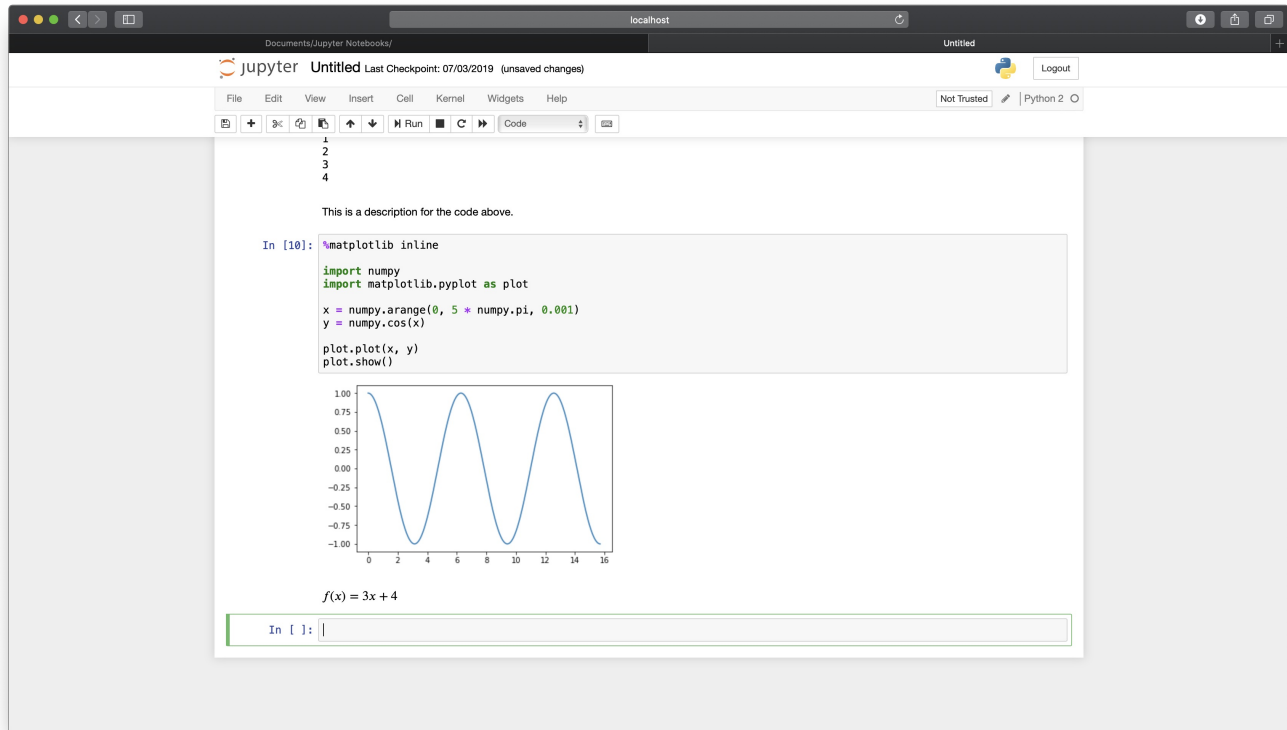 localhost
Documents/Jupyter Notebooks/
Untitled
jupyter Untitled Last Checkpoint: 07/03/2019 (unsaved changes)
Logout
File Edit View Insert Cell Kernel Widgets Help
Not Trusted
Python 2
Run
Code
1
2
3
4
This is a description for the code above.
In [10]:
%matplotlib inline
import numpy
import matplotlib.pyplot as plot
x = numpy.arange(0, 5 * numpy.pi, 0.001)
y = numpy.cos(x)
plot.plot(x, y)
plot.show()
1.00
0.75
0.50
0.25
0.00
−0.25
−0.50
−0.75
−1.00
0 2 4 6 8 10 12 14 16
f(x) = 3x + 4
In [ ]: